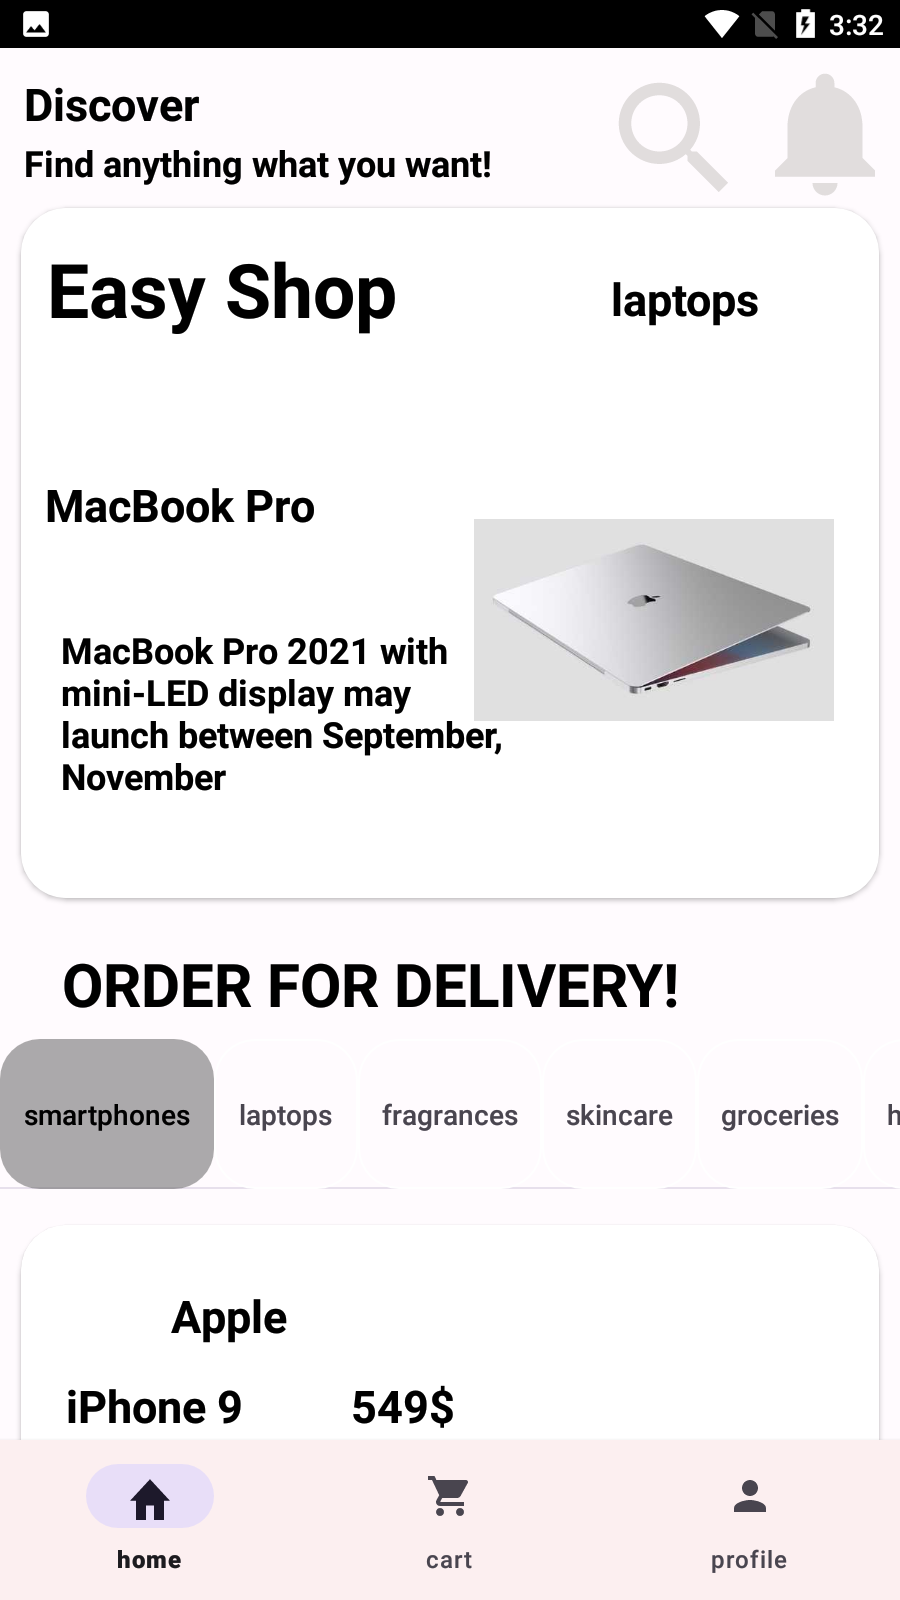 3:32
Discover
Find anything what you want!
Easy Shop
laptops
MacBook Pro
MacBook Pro 2021 with
mini-LED display may
launch between September,
November
ORDER FOR DELIVERY!
smartphones laptops fragrances skincare groceries
Apple
iPhone 9 549$
home cart profile